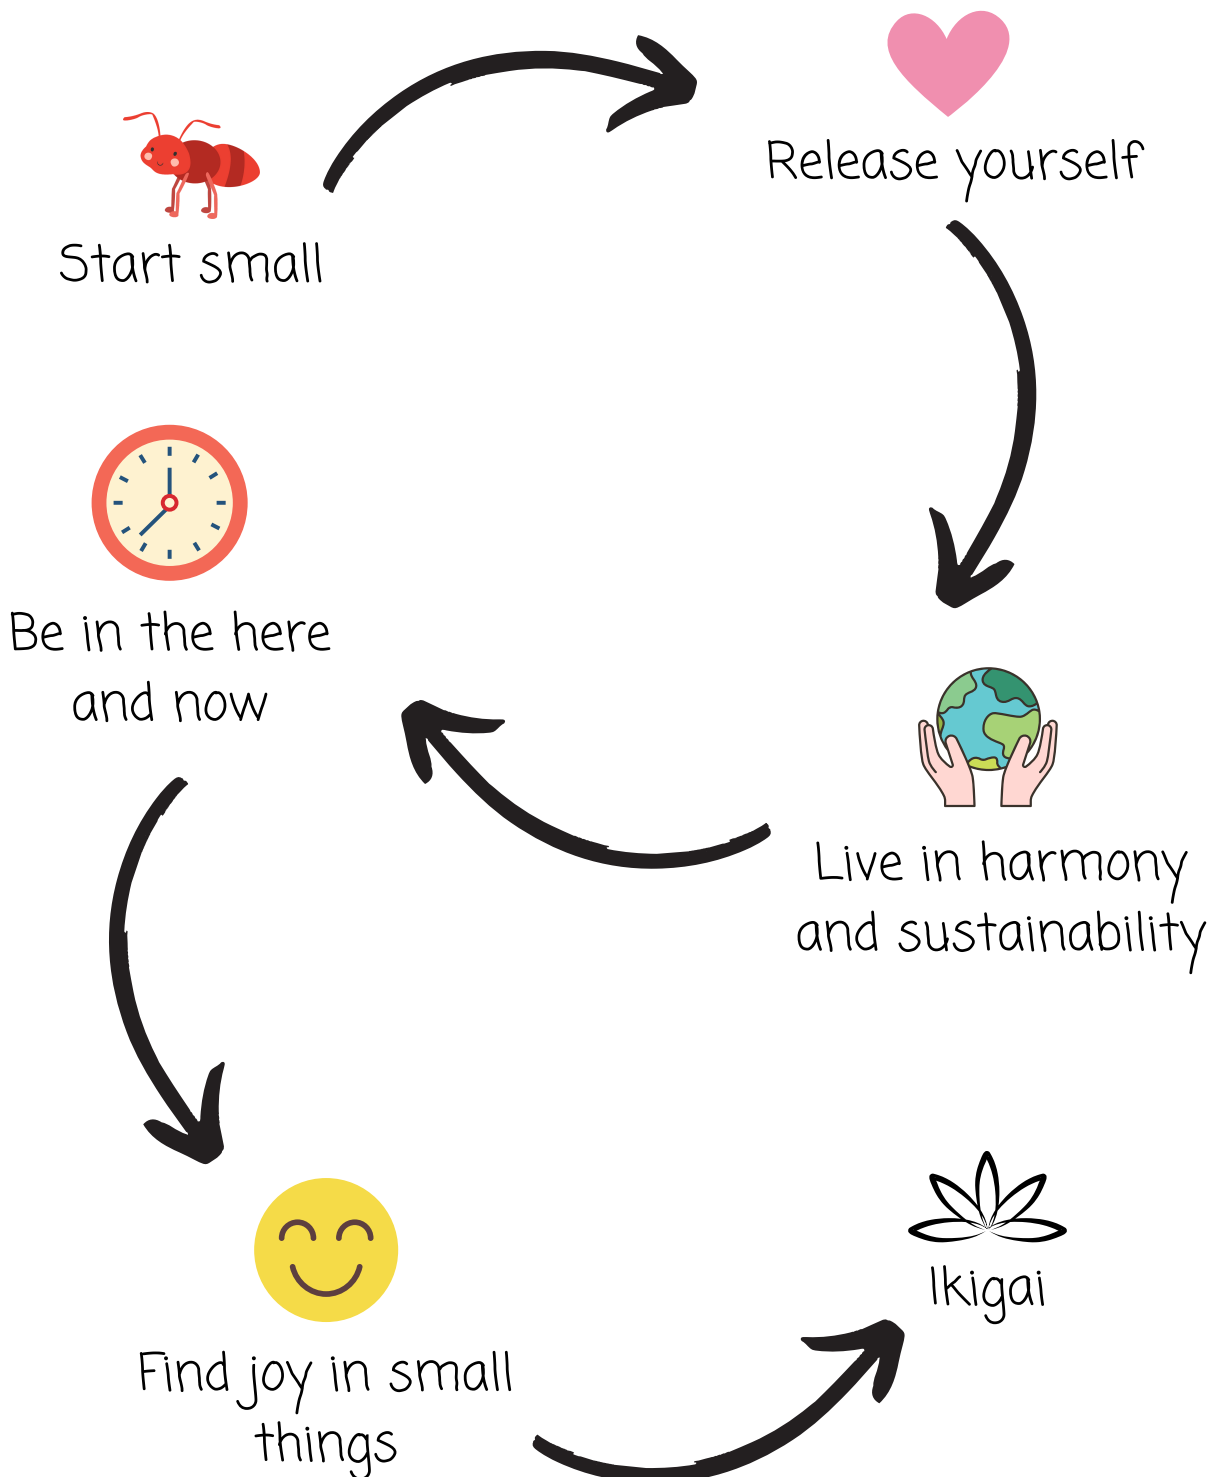 Start small
Release yourself
Live in harmony
and sustainability
Be in the here
and now
Find joy in small
things
Ikigai